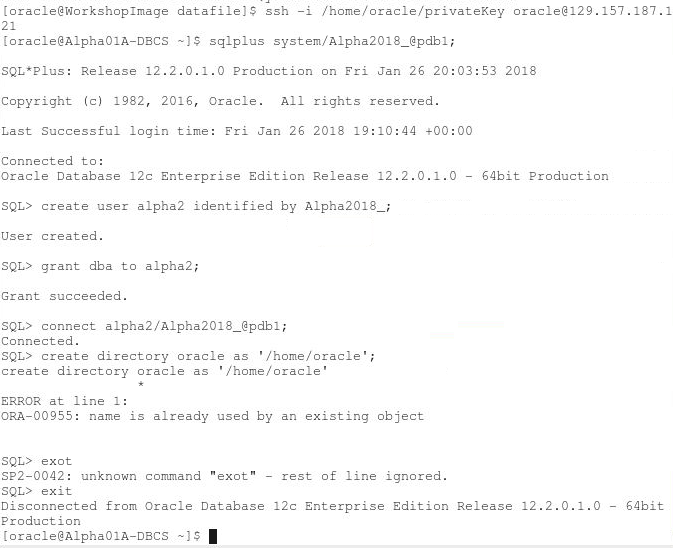 [oracle@WorkshopImage datafile]$ ssh -i /home/oracle/privateKey oracle@129.157.187.1
21
[oracle@Alpha01A-DBCS ~]$ sqlplus system/Alpha2018_@pdb1;
SQL*Plus: Release 12.2.0.1.0 Production on Fri Jan 26 20:03:53 2018
Copyright (c) 1982, 2016, Oracle.  All rights reserved.
Last Successful login time: Fri Jan 26 2018 19:10:44 +00:00
Connected to:
Oracle Database 12c Enterprise Edition Release 12.2.0.1.0 - 64bit Production
SQL> create user alpha2 identified by Alpha2018_;
User created.
SQL> grant dba to alpha2;
Grant succeeded.
SQL> connect alpha2/Alpha2018_@pdb1;
Connected.
SQL> create directory oracle as '/home/oracle';
create directory oracle as '/home/oracle'
*
ERROR at line 1:
ORA-00955: name is already used by an existing object
SQL> exot
SP2-0042: unknown command "exot" - rest of line ignored.
SQL> exit
Disconnected from Oracle Database 12c Enterprise Edition Release 12.2.0.1.0 - 64bit
Production
[oracle@Alpha01A-DBCS ~]$